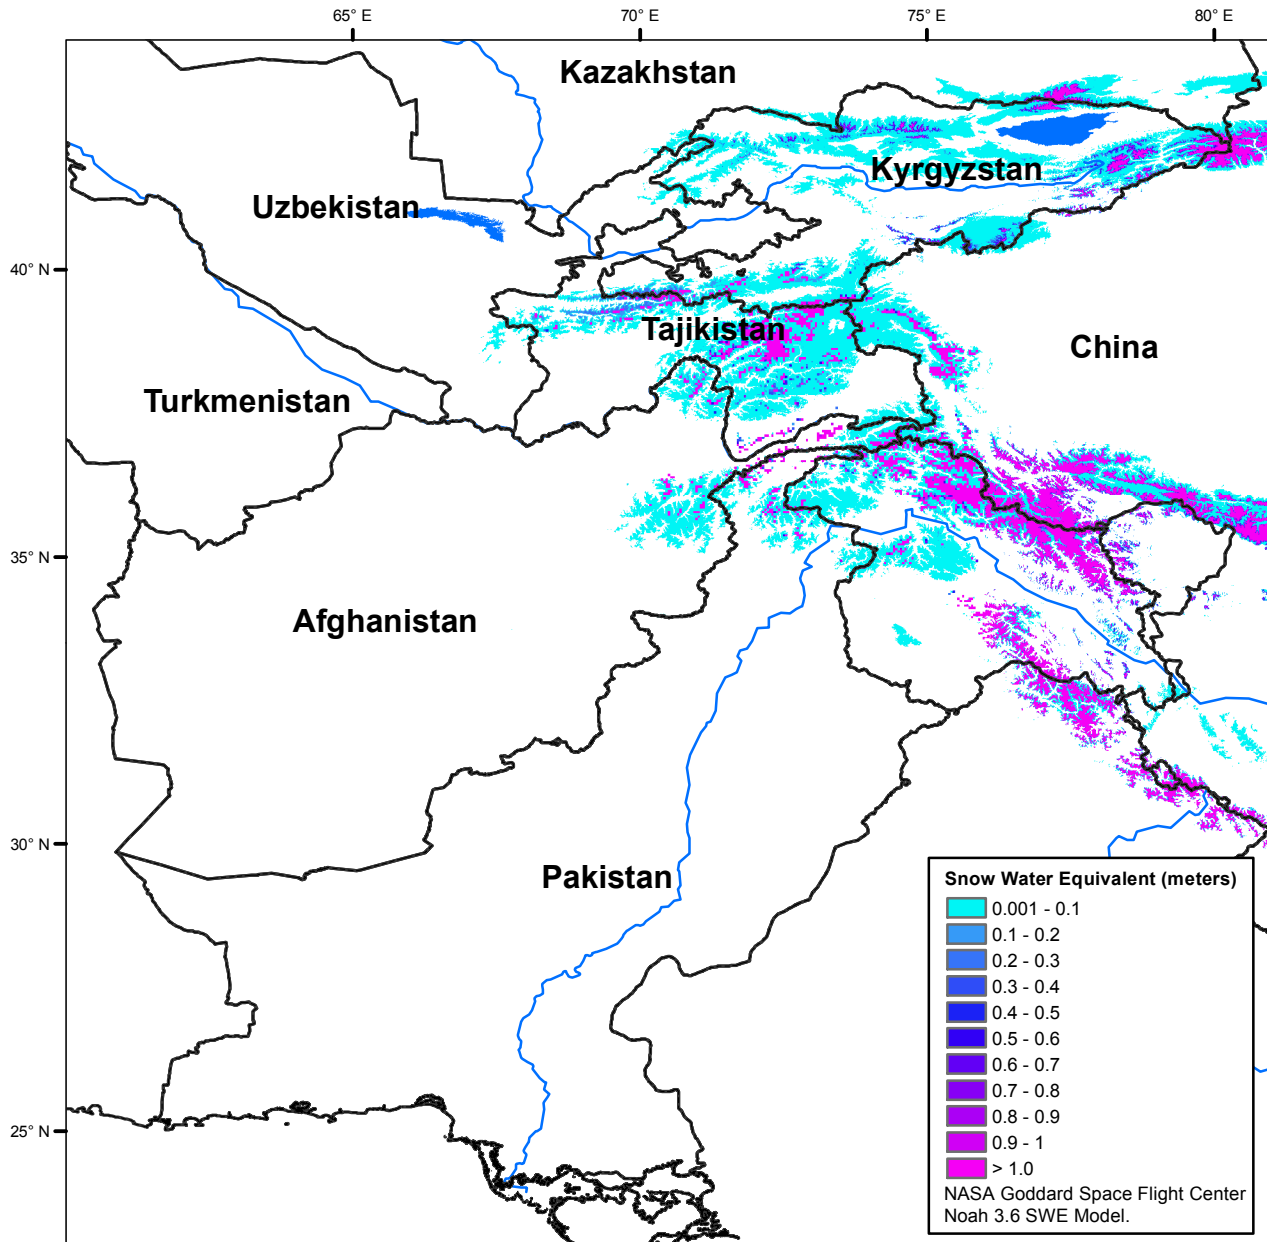 65° E
70° E
75° E
80° E
Kazakhstan
Kyrgyzstan
Uzbekistan
40° N
Tajikistan
China
Turkmenistan
35° N
Afghanistan
30° N
Pakistan
25° N
Snow Water Equivalent (meters)
0.001 - 0.1
0.1 - 0.2
0.2 - 0.3
0.3 - 0.4
0.4 - 0.5
0.5 - 0.6
0.6 - 0.7
0.7 - 0.8
0.8 - 0.9
0.9 - 1
> 1.0
NASA Goddard Space Flight Center
Noah 3.6 SWE Model.